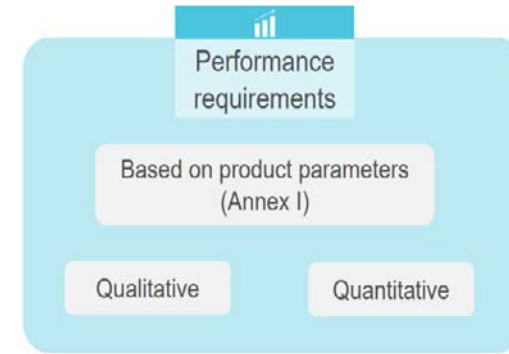 Performance
requirements
Based on product parameters
(Annex I)
Qualitative
Quantitative